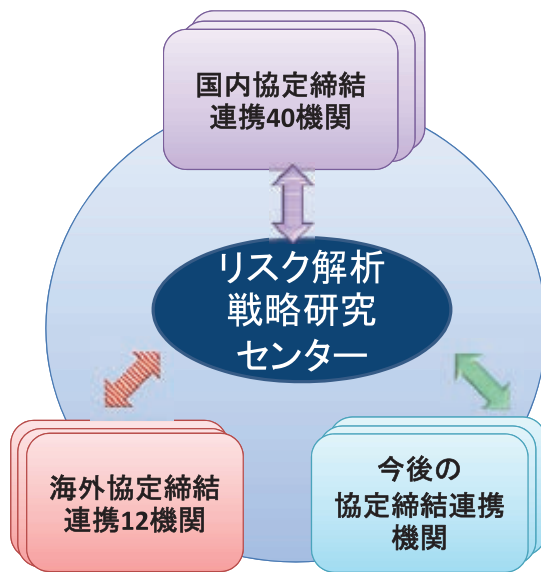 国内協定締結
連携40機関
リスク解析
戦略研究
センター
海外協定締結
連携12機関
今後の
協定締結連携
機関